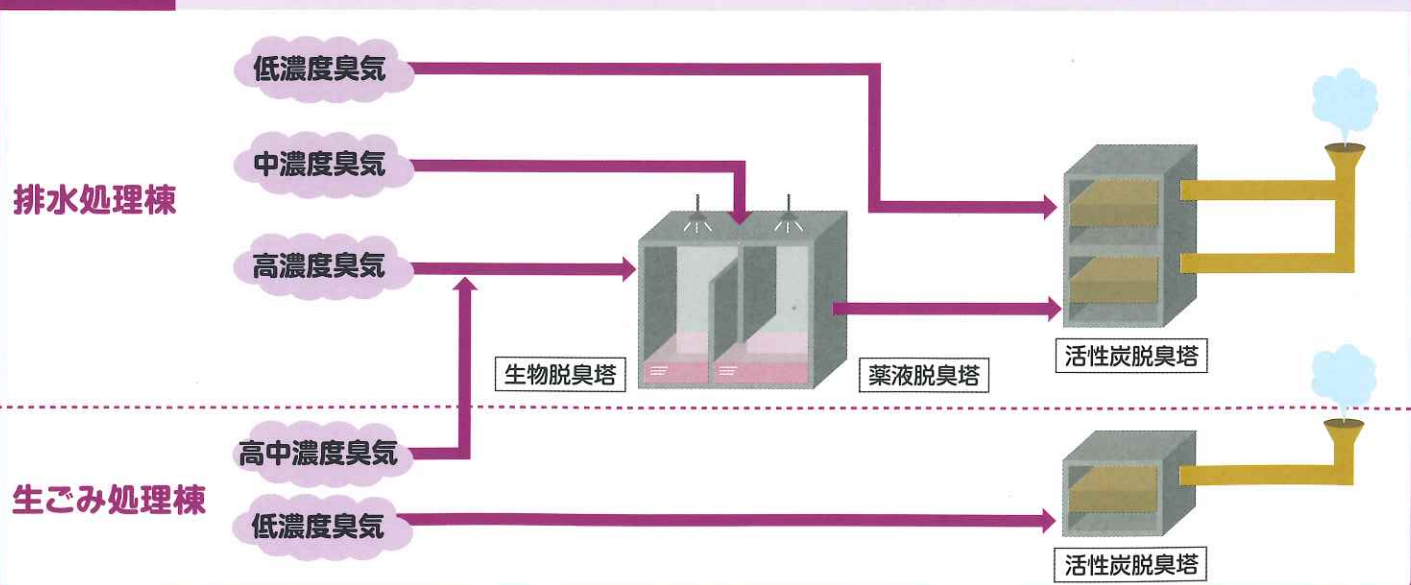 低濃度臭気
中濃度臭気
排水処理棟
高濃度臭気
生物脱臭塔
薬液脱臭塔
活性炭脱臭塔
高中濃度臭気
生ごみ処理棟
低濃度臭気
活性炭脱臭塔